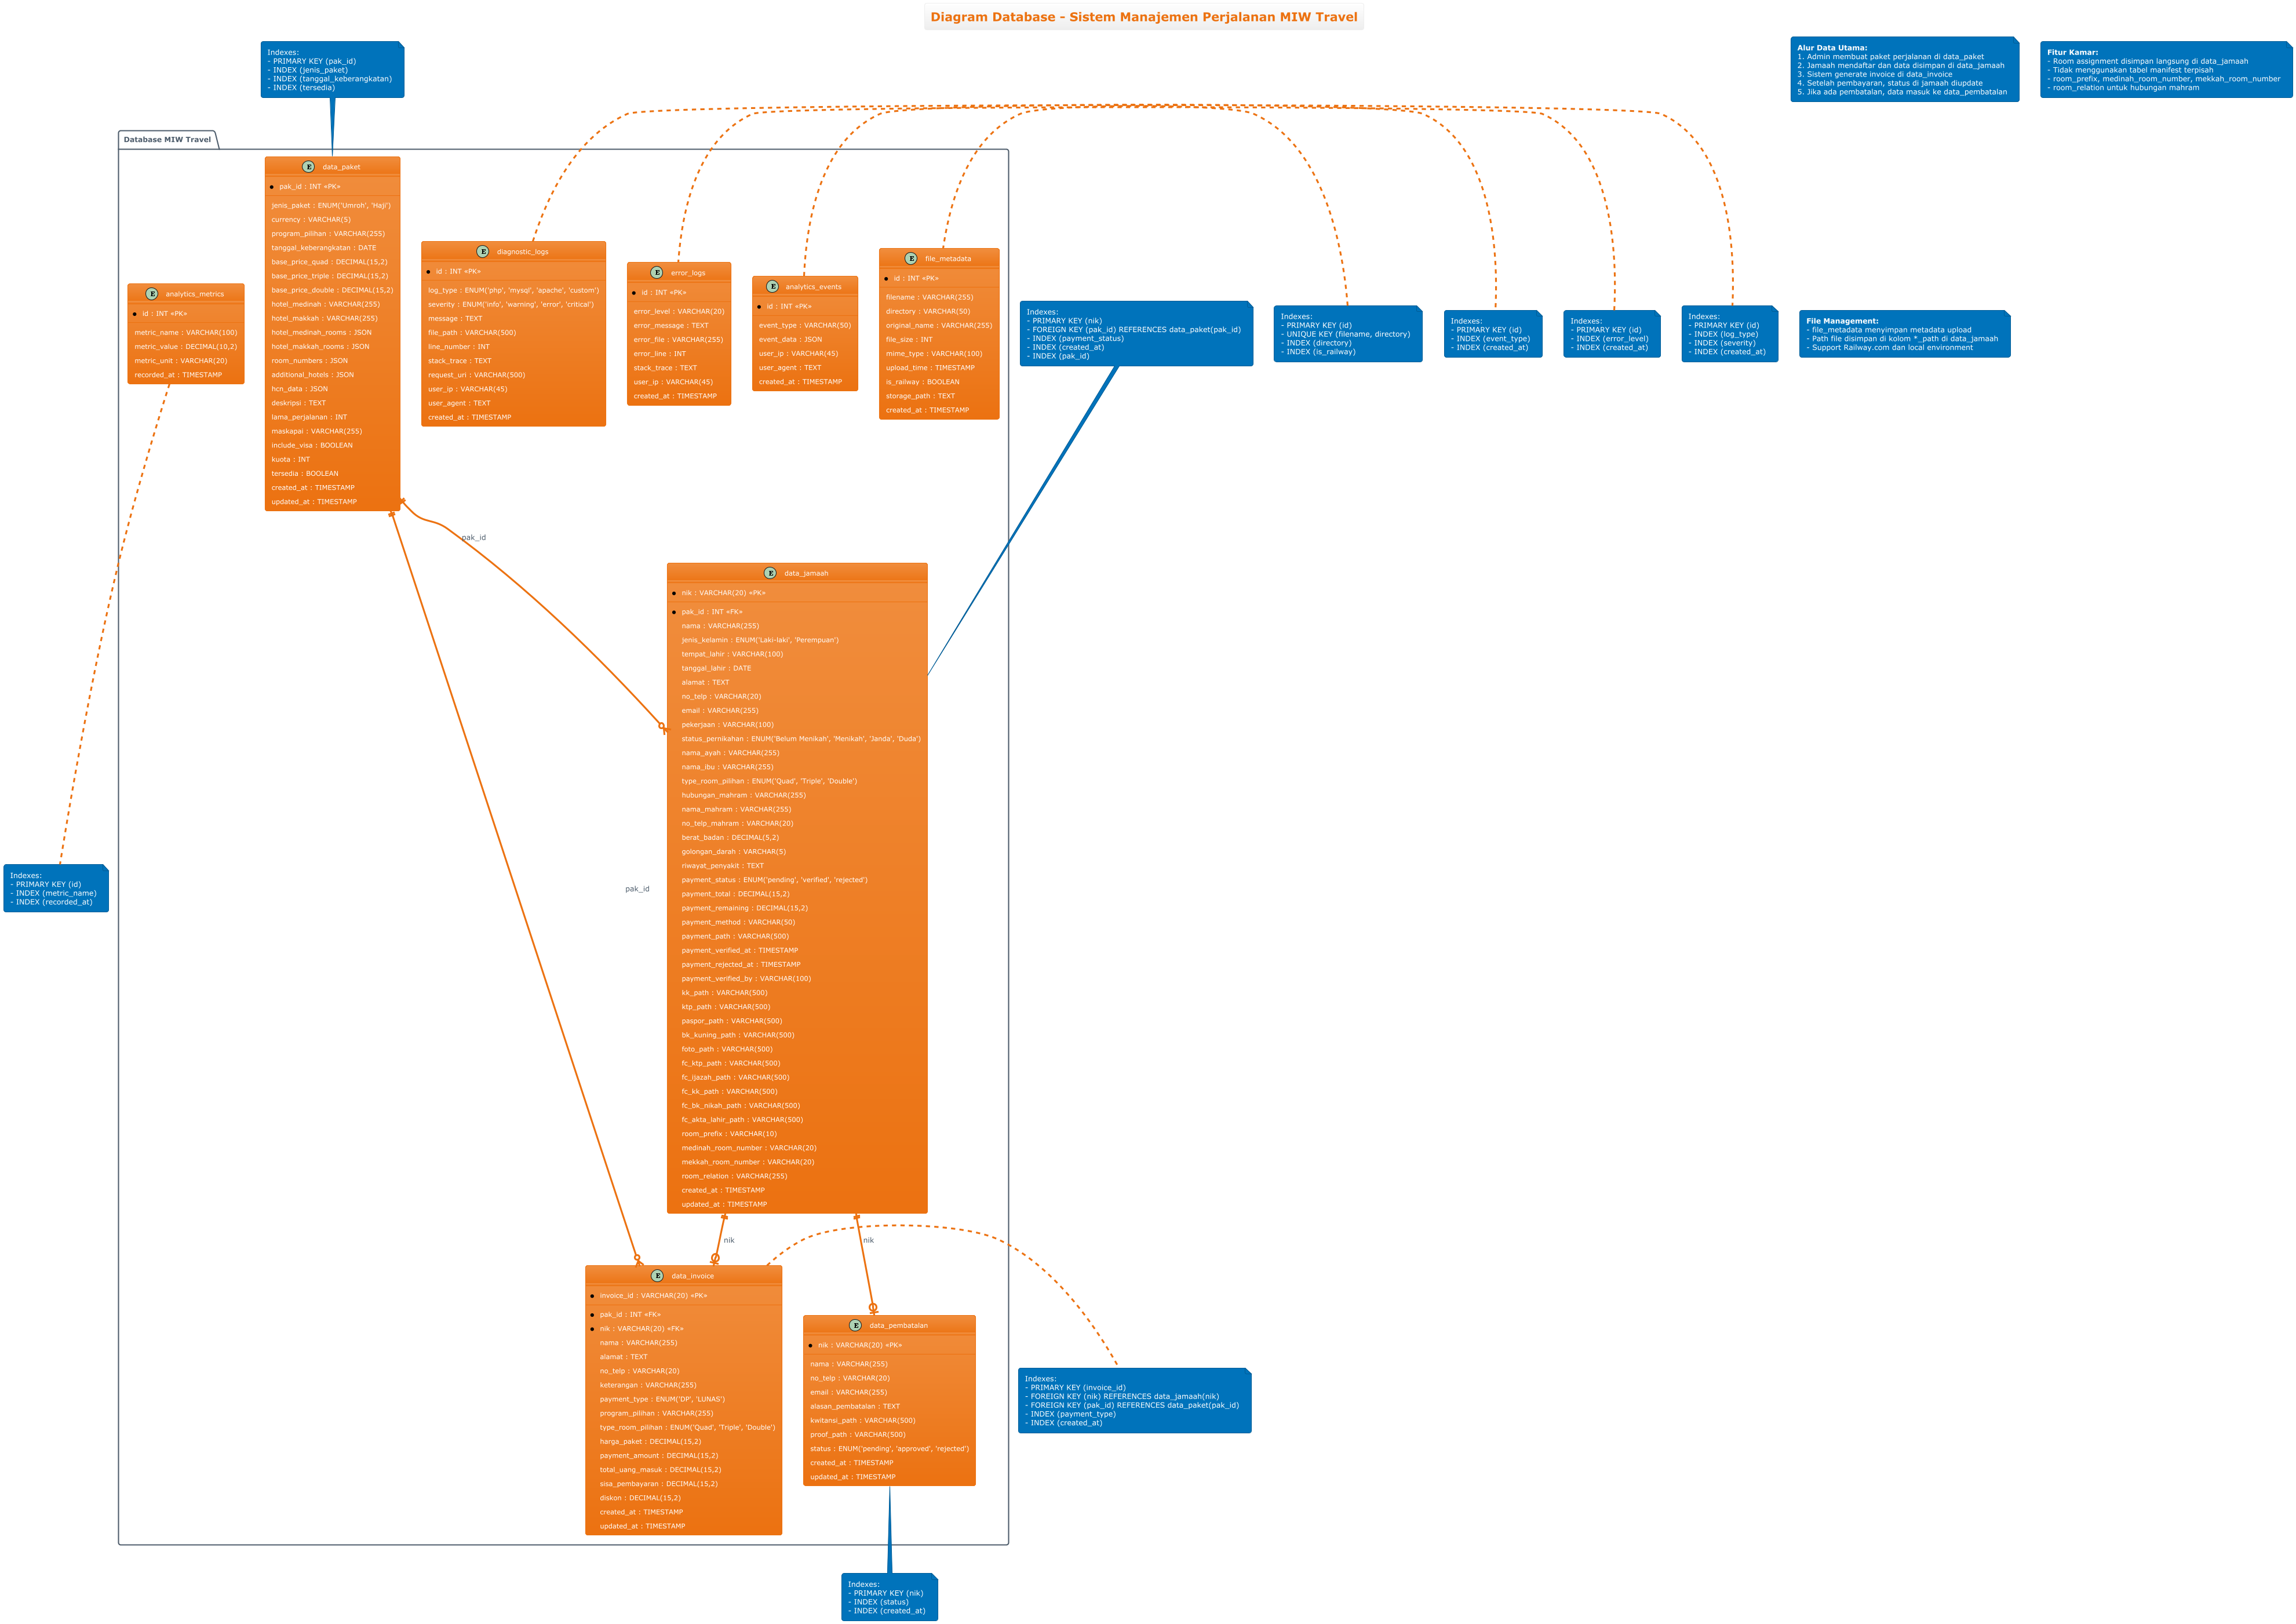 Diagram Database - Sistem Manajemen Perjalanan MIW Travel
Indexes:
- PRIMARY KEY (pak_id)
- INDEX (jenis_paket)
- INDEX (tanggal_keberangkatan)
- INDEX (tersedia)
Alur Data Utama:
1. Admin membuat paket perjalanan di data_paket
2. Jamaah mendaftar dan data disimpan di data_jamaah
3. Sistem generate invoice di data_invoice
4. Setelah pembayaran, status di jamaah diupdate
5. Jika ada pembatalan, data masuk ke data_pembatalan
Fitur Kamar:
- Room assignment disimpan langsung di data_jamaah
- Tidak menggunakan tabel manifest terpisah
- room_prefix, medinah_room_number, mekkah_room_number
- room_relation untuk hubungan mahram
Database MIW Travel
E analytics_metrics
id : INT «PK»
metric_name : VARCHAR(100)
metric_value : DECIMAL(10,2)
metric_unit : VARCHAR(20)
recorded_at : TIMESTAMP
E data_paket
pak_id : INT «PK»
jenis_paket : ENUM('Umroh', 'Haji')
currency : VARCHAR(5)
program_pilihan : VARCHAR(255)
tanggal_keberangkatan : DATE
base_price_quad : DECIMAL(15,2)
base_price_triple : DECIMAL(15,2)
base_price_double : DECIMAL(15,2)
hotel_medinah : VARCHAR(255)
hotel_makkah : VARCHAR(255)
hotel_medinah_rooms : JSON
hotel_makkah_rooms : JSON
room_numbers : JSON
additional_hotels : JSON
hcn_data : JSON
deskripsi : TEXT
lama_perjalanan : INT
maskapai : VARCHAR(255)
include_visa : BOOLEAN
kuota : INT
tersedia : BOOLEAN
created_at : TIMESTAMP
updated_at : TIMESTAMP
E diagnostic_logs
id : INT «PK»
log_type : ENUM('php', 'mysql', 'apache', 'custom')
severity : ENUM('info', 'warning', 'error', 'critical')
message : TEXT
file_path : VARCHAR(500)
line_number : INT
stack_trace : TEXT
request_uri : VARCHAR(500)
user_ip : VARCHAR(45)
user_agent : TEXT
created_at : TIMESTAMP
E error_logs
id : INT «PK»
error_level : VARCHAR(20)
error_message : TEXT
error_file : VARCHAR(255)
error_line : INT
stack_trace : TEXT
user_ip : VARCHAR(45)
created_at : TIMESTAMP
E analytics_events
id : INT «PK»
event_type : VARCHAR(50)
event_data : JSON
user_ip : VARCHAR(45)
user_agent : TEXT
created_at : TIMESTAMP
E file_metadata
id : INT «PK»
filename : VARCHAR(255)
directory : VARCHAR(50)
original_name : VARCHAR(255)
file_size : INT
mime_type : VARCHAR(100)
upload_time : TIMESTAMP
is_railway : BOOLEAN
storage_path : TEXT
created_at : TIMESTAMP
Indexes:
- PRIMARY KEY (nik)
- FOREIGN KEY (pak_id) REFERENCES data_paket(pak_id)
- INDEX (payment_status)
- INDEX (created_at)
- INDEX (pak_id)
Indexes:
- PRIMARY KEY (id)
- UNIQUE KEY (filename, directory)
- INDEX (directory)
- INDEX (is_railway)
Indexes:
- PRIMARY KEY (id)
- INDEX (event_type)
- INDEX (created_at)
Indexes:
- PRIMARY KEY (id)
- INDEX (error_level)
- INDEX (created_at)
Indexes:
- PRIMARY KEY (id)
- INDEX (log_type)
- INDEX (severity)
- INDEX (created_at)
File Management:
- file_metadata menyimpan metadata upload
- Path file disimpan di kolom *_path di data_jamaah
- Support Railway.com dan local environment
pak_id
E data_jamaah
nik : VARCHAR(20) «PK»
pak_id : INT «FK»
nama : VARCHAR(255)
jenis_kelamin : ENUM('Laki-laki', 'Perempuan')
tempat_lahir : VARCHAR(100)
tanggal_lahir : DATE
alamat : TEXT
no_telp : VARCHAR(20)
email : VARCHAR(255)
pekerjaan : VARCHAR(100)
status_pernikahan : ENUM('Belum Menikah', 'Menikah', 'Janda', 'Duda')
nama_ayah : VARCHAR(255)
nama_ibu : VARCHAR(255)
type_room_pilihan : ENUM('Quad', 'Triple', 'Double')
hubungan_mahram : VARCHAR(255)
nama_mahram : VARCHAR(255)
no_telp_mahram : VARCHAR(20)
berat_badan : DECIMAL(5,2)
golongan_darah : VARCHAR(5)
riwayat_penyakit : TEXT
payment_status : ENUM('pending', 'verified', 'rejected')
payment_total : DECIMAL(15,2)
payment_remaining : DECIMAL(15,2)
payment_method : VARCHAR(50)
payment_path : VARCHAR(500)
payment_verified_at : TIMESTAMP
payment_rejected_at : TIMESTAMP
payment_verified_by : VARCHAR(100)
kk_path : VARCHAR(500)
ktp_path : VARCHAR(500)
paspor_path : VARCHAR(500)
bk_kuning_path : VARCHAR(500)
foto_path : VARCHAR(500)
fc_ktp_path : VARCHAR(500)
fc_ijazah_path : VARCHAR(500)
fc_kk_path : VARCHAR(500)
fc_bk_nikah_path : VARCHAR(500)
fc_akta_lahir_path : VARCHAR(500)
room_prefix : VARCHAR(10)
medinah_room_number : VARCHAR(20)
mekkah_room_number : VARCHAR(20)
room_relation : VARCHAR(255)
created_at : TIMESTAMP
updated_at : TIMESTAMP
Indexes:
- PRIMARY KEY (id)
- INDEX (metric_name)
- INDEX (recorded_at)
pak_id
nik
nik
E data_invoice
invoice_id : VARCHAR(20) «PK»
pak_id : INT «FK»
nik : VARCHAR(20) «FK»
nama : VARCHAR(255)
alamat : TEXT
no_telp : VARCHAR(20)
keterangan : VARCHAR(255)
payment_type : ENUM('DP', 'LUNAS')
program_pilihan : VARCHAR(255)
type_room_pilihan : ENUM('Quad', 'Triple', 'Double')
harga_paket : DECIMAL(15,2)
payment_amount : DECIMAL(15,2)
total_uang_masuk : DECIMAL(15,2)
sisa_pembayaran : DECIMAL(15,2)
diskon : DECIMAL(15,2)
created_at : TIMESTAMP
updated_at : TIMESTAMP
E data_pembatalan
nik : VARCHAR(20) «PK»
nama : VARCHAR(255)
no_telp : VARCHAR(20)
email : VARCHAR(255)
alasan_pembatalan : TEXT
kwitansi_path : VARCHAR(500)
proof_path : VARCHAR(500)
status : ENUM('pending', 'approved', 'rejected')
created_at : TIMESTAMP
updated_at : TIMESTAMP
Indexes:
- PRIMARY KEY (invoice_id)
- FOREIGN KEY (nik) REFERENCES data_jamaah(nik)
- FOREIGN KEY (pak_id) REFERENCES data_paket(pak_id)
- INDEX (payment_type)
- INDEX (created_at)
Indexes:
- PRIMARY KEY (nik)
- INDEX (status)
- INDEX (created_at)